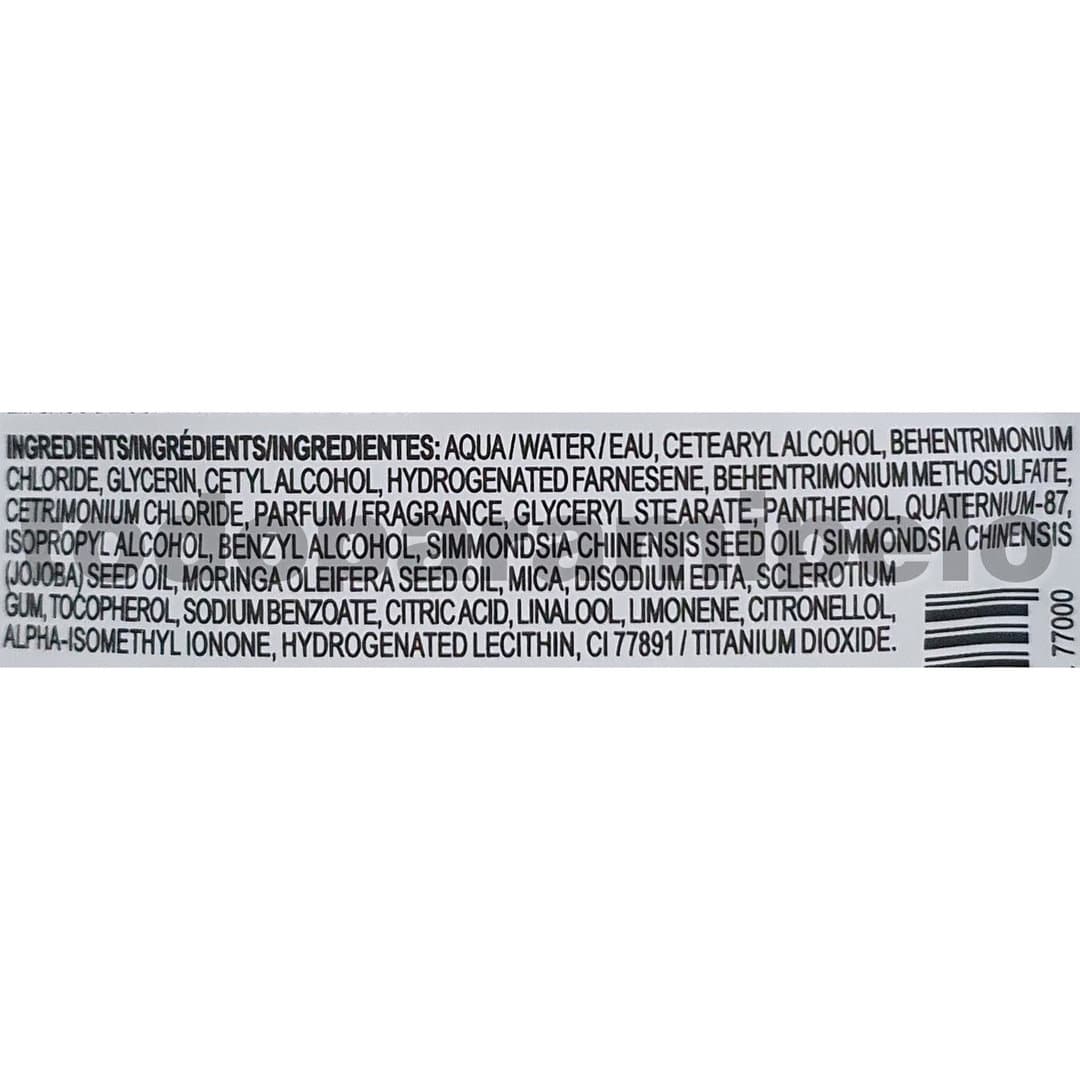 INGREDIENTS/INGRÉDIENTS/INGREDIENTES: AQUA / WATER / EAU, CETEARYL ALCOHOL, BEHENTRIMONIUM
CHLORIDE, GLYCERIN, CETYL ALCOHOL, HYDROGENATED FARNESENE, BEHENTRIMONIUM METHOSULFATE,
CETRIMONIUM CHLORIDE, PARFUM / FRAGRANCE, GLYCERYL STEARATE, PANTHENOL, QUATERNIUM-87,
ISOPROPYL ALCOHOL, BENZYL ALCOHOL, SIMMONDSIA CHINENSIS SEED OIL / SIMMONDSIA CHINENSIS
(JOJOBA) SEED OIL, MORINGA OLEIFERA SEED OIL, MICA, DISODIUM EDTA, SCLEROTIUM
GUM, TOCOPHEROL, SODIUM BENZOATE, CITRIC ACID, LINALOOL, LIMONENE, CITRONELLOL,
ALPHA-ISOMETHYL IONONE, HYDROGENATED LECITHIN, CI 77891 / TITANIUM DIOXIDE.
77000
todoparamipelo